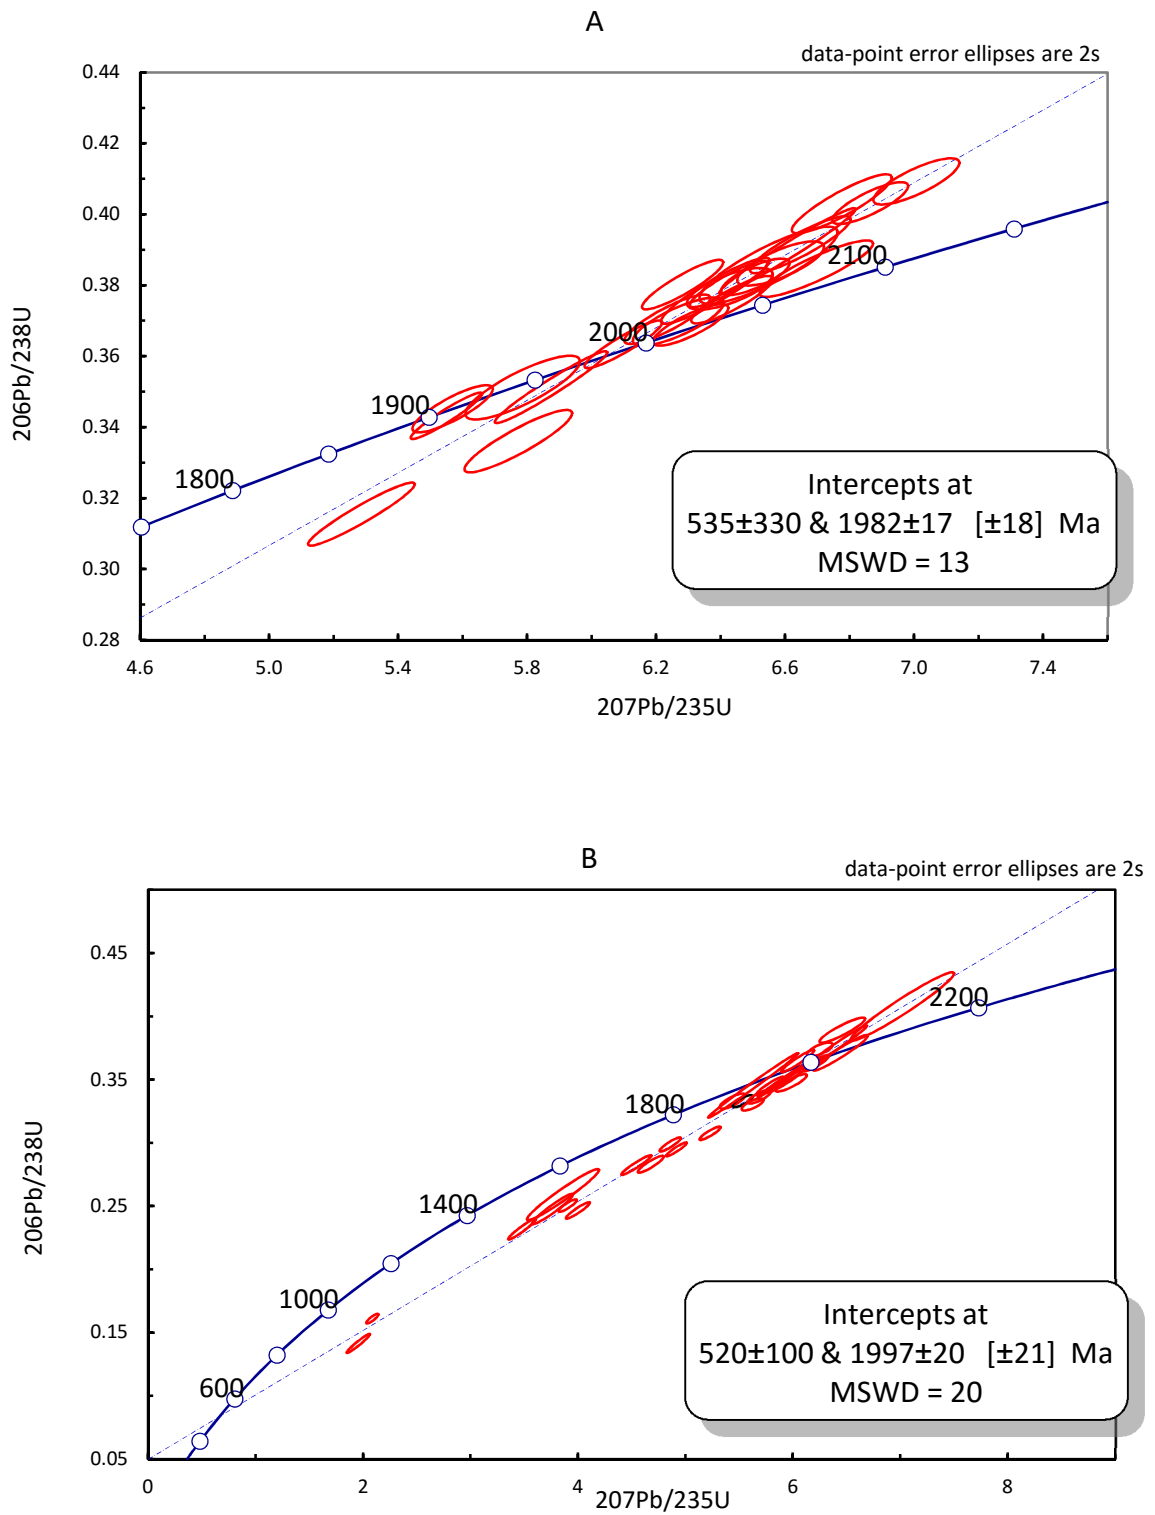 A
data-point error ellipses are 2s
0.44
0.42
0.40
0.38
0.36
0.34
0.32
0.30
0.28
206Pb/238U
2100
2000
1900
1800
Intercepts at
535±330 & 1982±17 [±18] Ma
MSWD = 13
4.6 5.0 5.4 5.8 6.2 6.6 7.0 7.4
207Pb/235U
B
data-point error ellipses are 2s
0.45
0.35
0.25
0.15
0.05
206Pb/238U
2200
1800
1400
1000
600
Intercepts at
520±100 & 1997±20 [±21] Ma
MSWD = 20
0 2 4 6 8
207Pb/235U